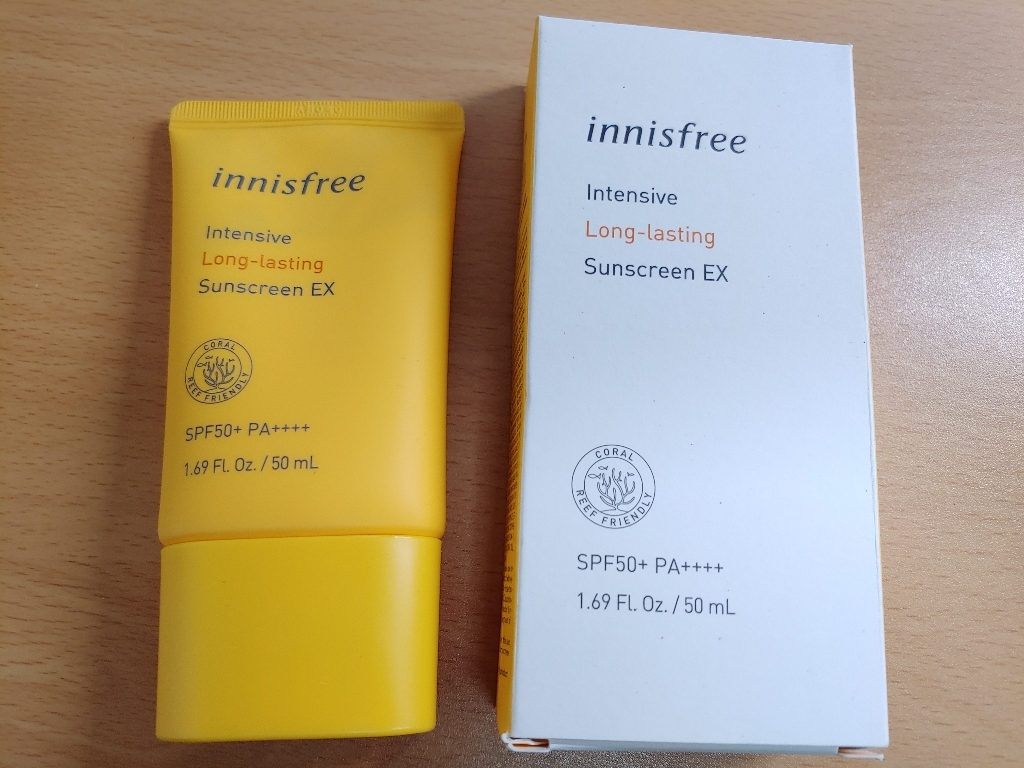 innisfree
Intensive
Long-lasting
Sunscreen EX
CORAL
REEF FRIENDLY
SPF50+ PA++++
1.69 Fl. Oz. / 50 mL
innisfree
Intensive
Long-lasting
Sunscreen EX
CORAL
REEF FRIENDLY
SPF50+ PA++++
1.69 Fl. Oz. / 50 mL